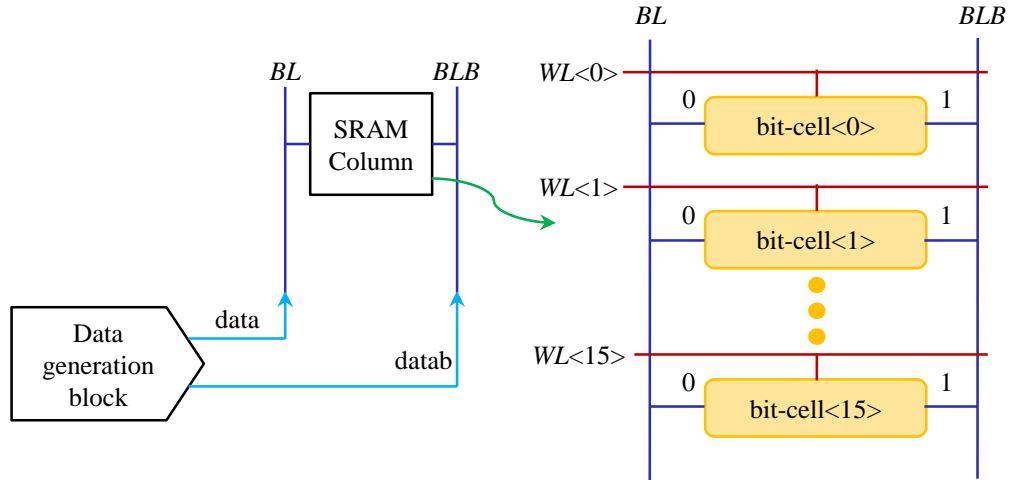 BL
BLB
SRAM
Column
data
datab
Data
generation
block
BL
BLB
WL<0>
0
1
bit-cell<0>
WL<1>
0
1
bit-cell<1>
WL<15>
0
1
bit-cell<15>